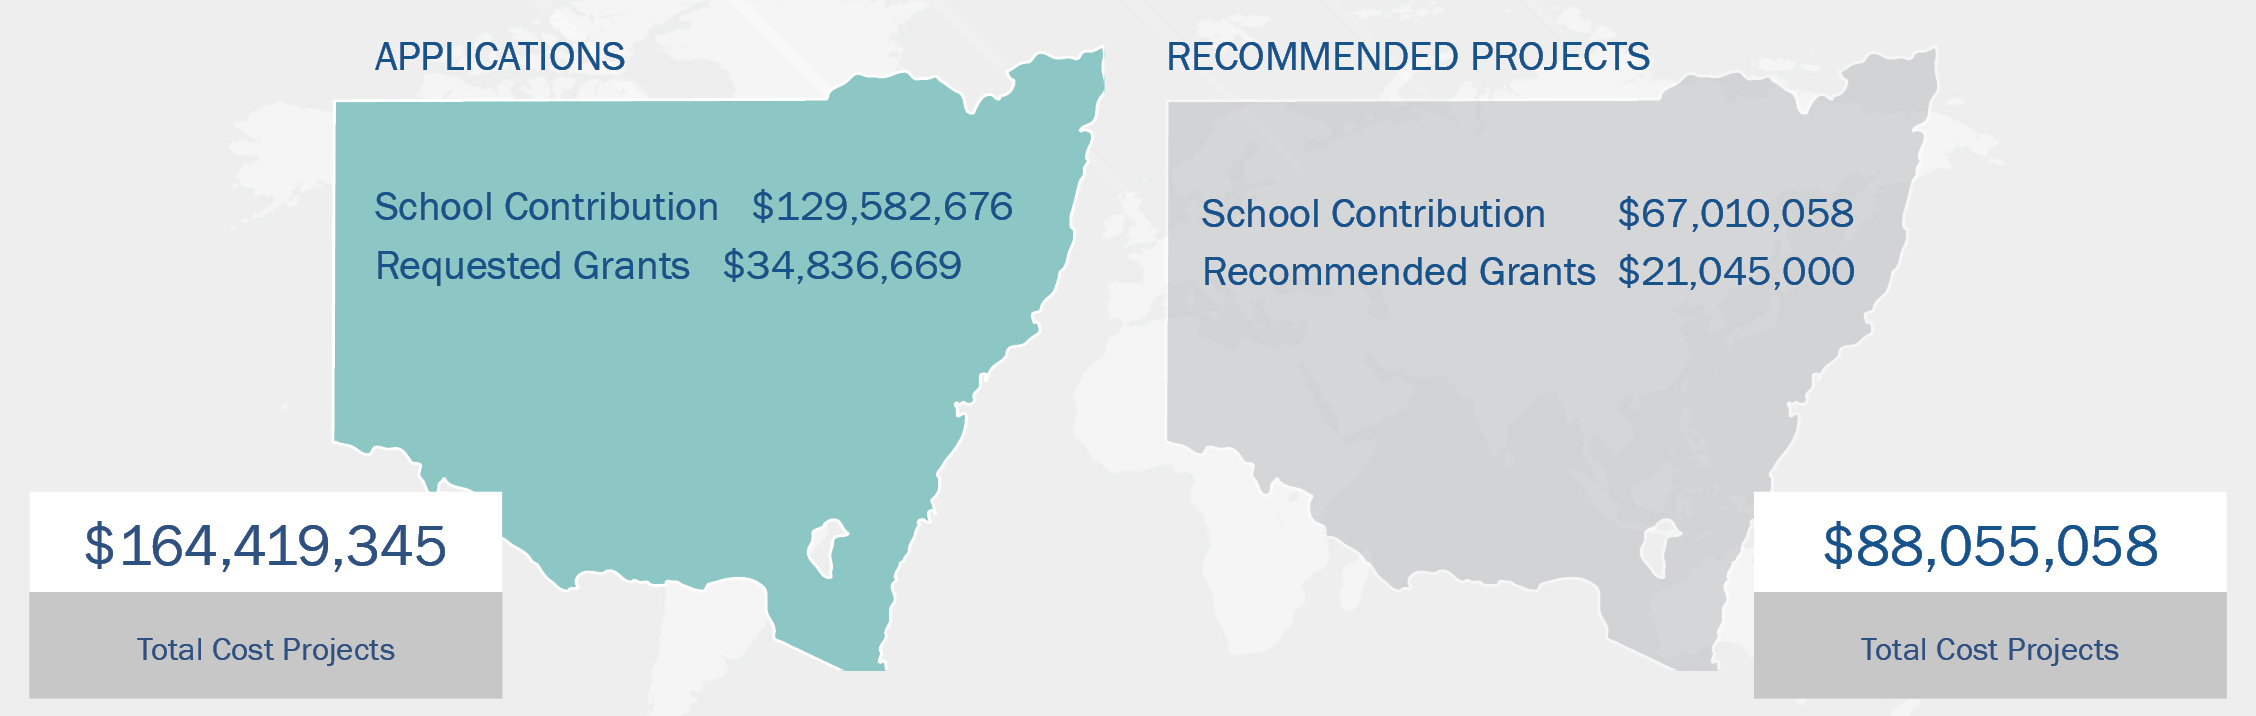 APPLICATIONS
School Contribution $129,582,676
Requested Grants $34,836,669
$164,419,345
Total Cost Projects
RECOMMENDED PROJECTS
School Contribution $67,010,058
Recommended Grants $21,045,000
$88,055,058
Total Cost Projects